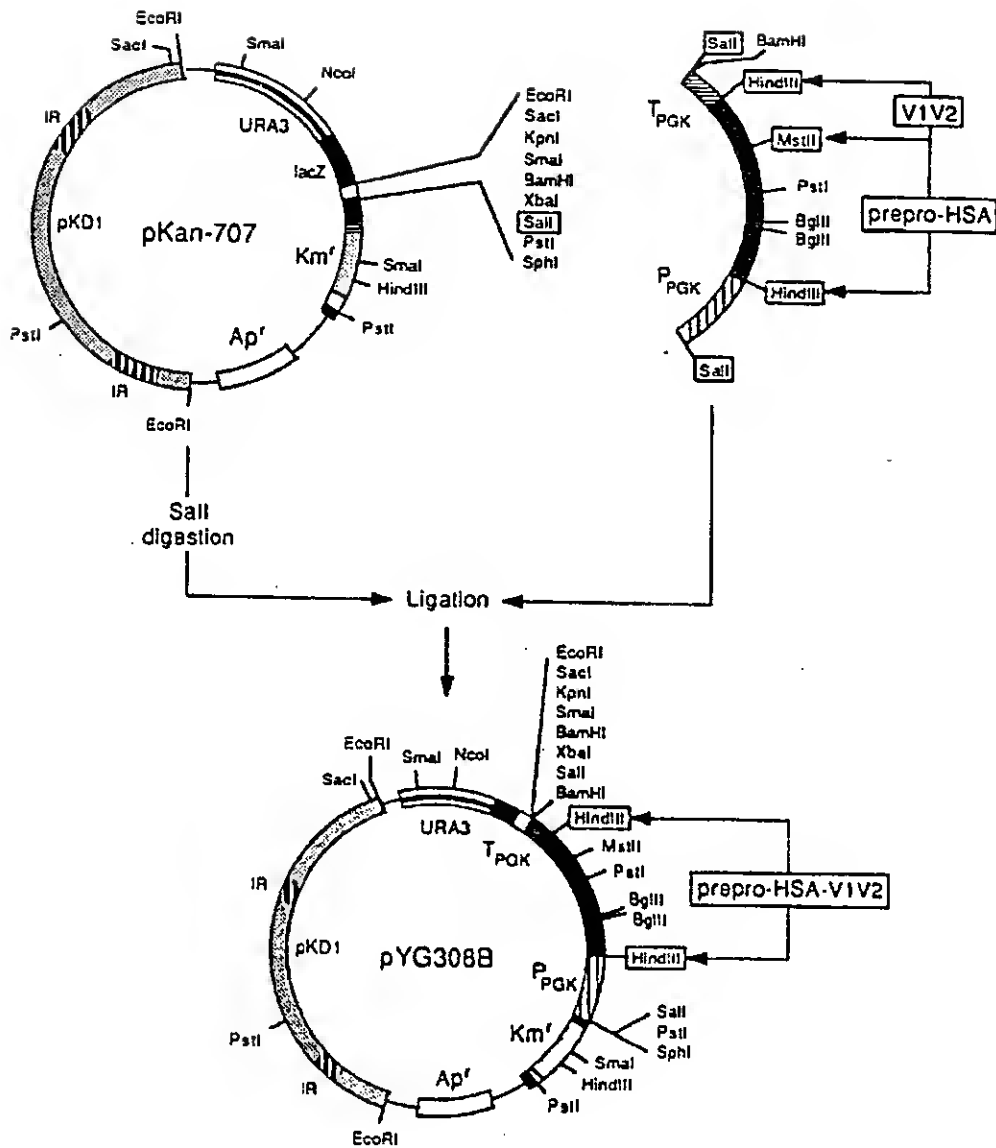 EcoRI
SacI
SmaI
NcoI
IR
URA3
lacZ
pKD1
pKan-707
Kmʳ
SmaI
HindIII
PstI
PstI
Apʳ
IR
EcoRI
EcoRI
SacI
KpnI
SmaI
BamHI
XbaI
SalI
PstI
SphI
SalI
BamHI
HindIII
TPGK
V1V2
MstII
PstI
prepro-HSA
BglII
BglII
PPGK
HindIII
SalI
SalI
digestion
Ligation
EcoRI
SacI
KpnI
SmaI
BamHI
XbaI
SalI
BamHI
EcoRI
SacI
SmaI
NcoI
URA3
TPGK
HindIII
MstII
PstI
BglII
BglII
prepro-HSA-V1V2
IR
pKD1
pYG308B
PPGK
HindIII
SalI
PstI
SphI
Kmʳ
SmaI
HindIII
PstI
PstI
IR
Apʳ
EcoRI